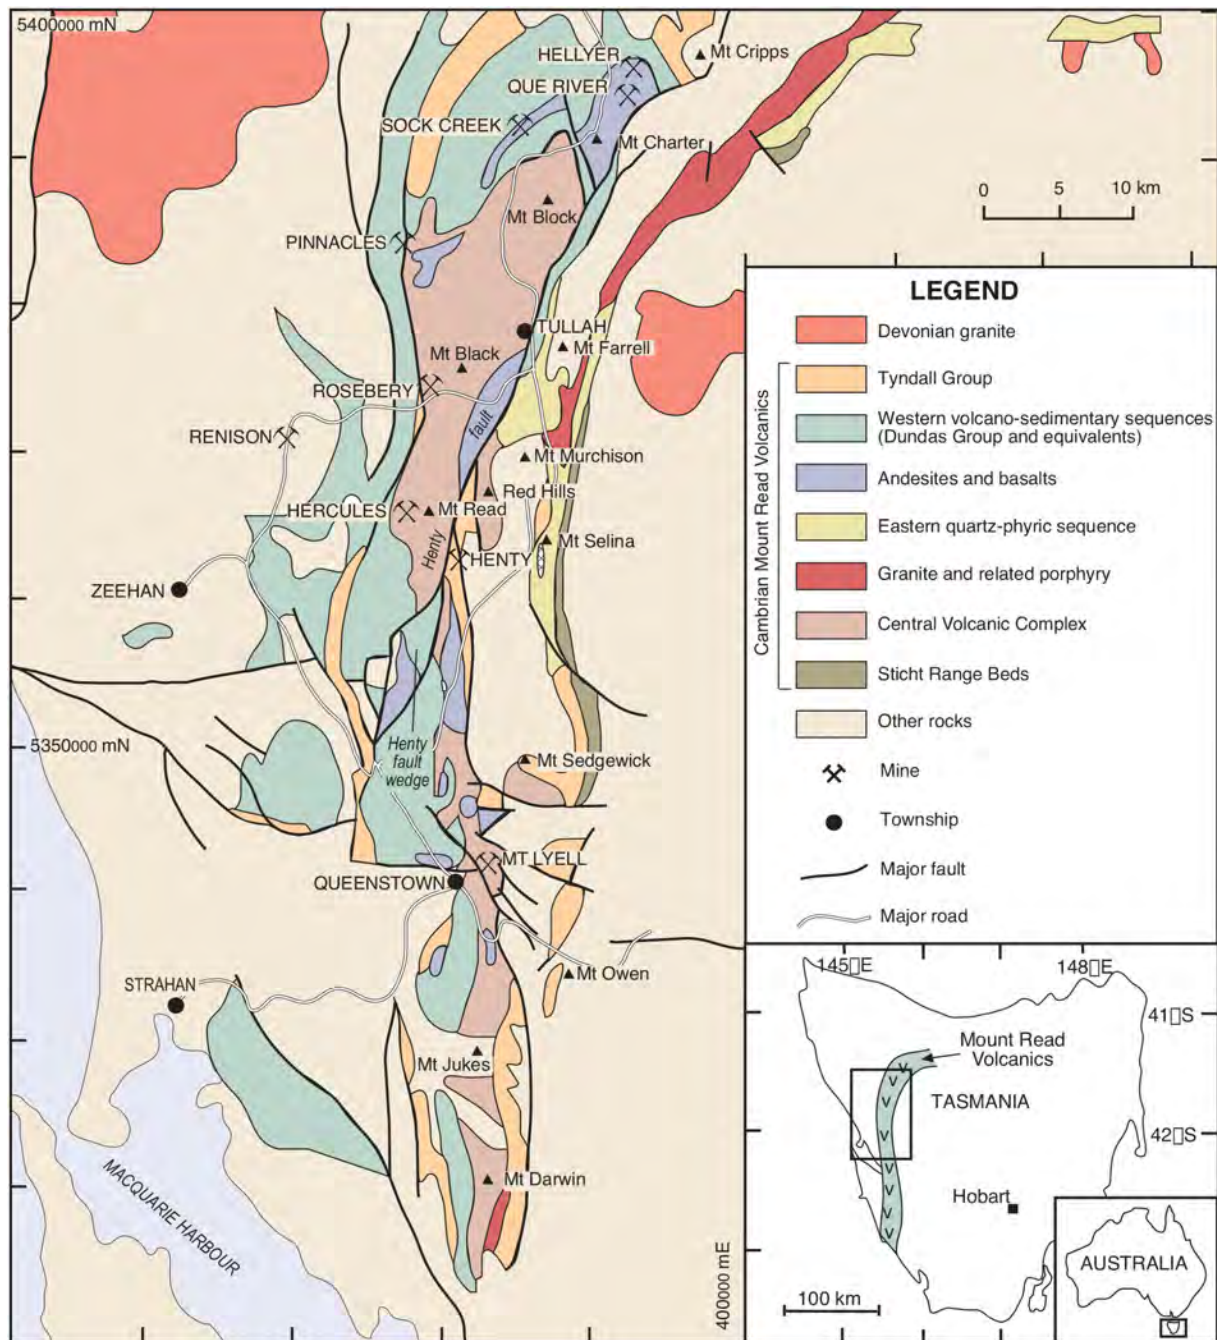 5400000 mN
HELLYER
Mt Cripps
QUE RIVER
SOCK CREEK
Mt Charter
0 5 10 km
Mt Block
PINNACLES
TULLAH
Mt Farrell
Mt Black
ROSEBERY
fault
RENISON
Mt Murchison
Red Hills
HERCULES
Mt Read
Mt Selina
Henty
HENTY
ZEEHAN
5350000 mN
Henty
fault
wedge
Mt Sedgewick
MT LYELL
QUEENSTOWN
Mt Owen
STRAHAN
Mt Jukes
Mt Darwin
MACQUARIE HARBOUR
400000 mE
LEGEND
Devonian granite
Cambrian Mount Read Volcanics
Tyndall Group
Western volcano-sedimentary sequences
(Dundas Group and equivalents)
Andesites and basalts
Eastern quartz-phyric sequence
Granite and related porphyry
Central Volcanic Complex
Sticht Range Beds
Other rocks
Mine
Township
Major fault
Major road
145▯E
148▯E
41▯S
Mount Read
Volcanics
TASMANIA
42▯S
Hobart
AUSTRALIA
100 km